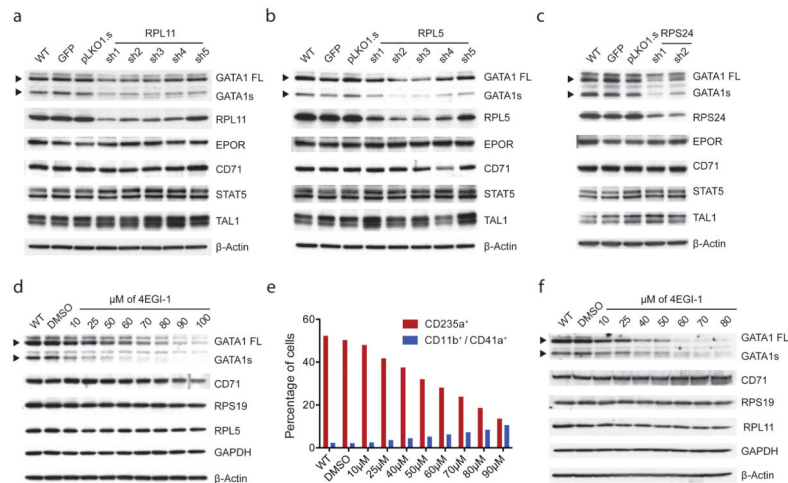 a
RPL11
WT GFP pLKO1.s sh1 sh2 sh3 sh4 sh5
GATA1 FL
GATA1s
RPL11
EPOR
CD71
STAT5
TAL1
β-Actin
b
RPL5
WT GFP pLKO1.s sh1 sh2 sh3 sh4 sh5
GATA1 FL
GATA1s
RPL5
EPOR
CD71
STAT5
TAL1
β-Actin
c
RPS24
WT GFP pLKO1.s sh1 sh2
GATA1 FL
GATA1s
RPS24
EPOR
CD71
STAT5
TAL1
β-Actin
d
μM of 4EGI-1
WT DMSO 10 25 50 60 70 80 90 100
GATA1 FL
GATA1s
CD71
RPS19
RPL5
GAPDH
β-Actin
e
Percentage of cells
60
40
20
0
CD235a⁺
CD11b⁺ / CD41a⁺
WT DMSO 10μM 25μM 40μM 50μM 60μM 70μM 80μM 90μM
f
μM of 4EGI-1
WT DMSO 10 25 40 50 60 70 80
GATA1 FL
GATA1s
CD71
RPS19
RPL11
GAPDH
β-Actin